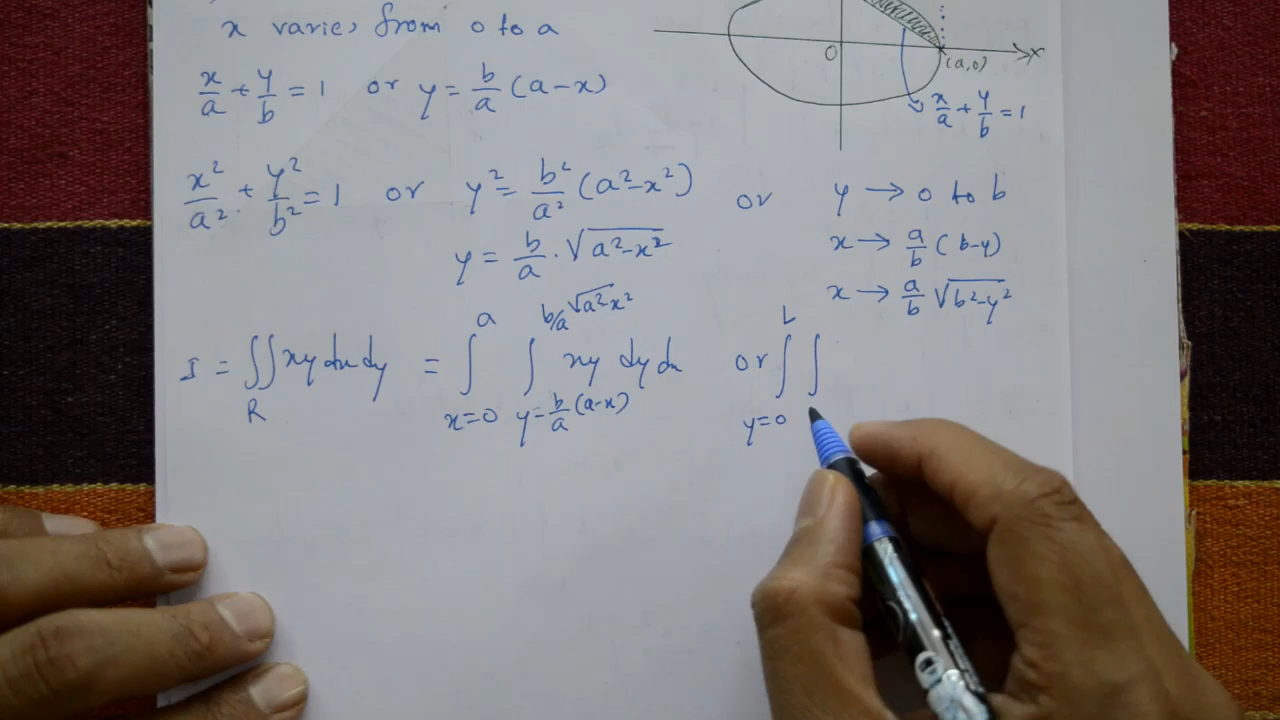 x varies from 0 to a
x/a + y/b = 1 or y = b/a (a-x)
O
X
(a,0)
x/a + y/b = 1
x²/a² + y²/b² = 1 or y² = b²/a² (a²-x²) or y → 0 to b
y = b/a . √(a²-x²)
x → a/b (b-y)
x → a/b √(b²-y²)
I = ∬_R xy dx dy = ∫_{x=0}^{a} ∫_{y=b/a (a-x)}^{b/a √(a²-x²)} xy dy dx or ∫_{y=0}^{b} ∫